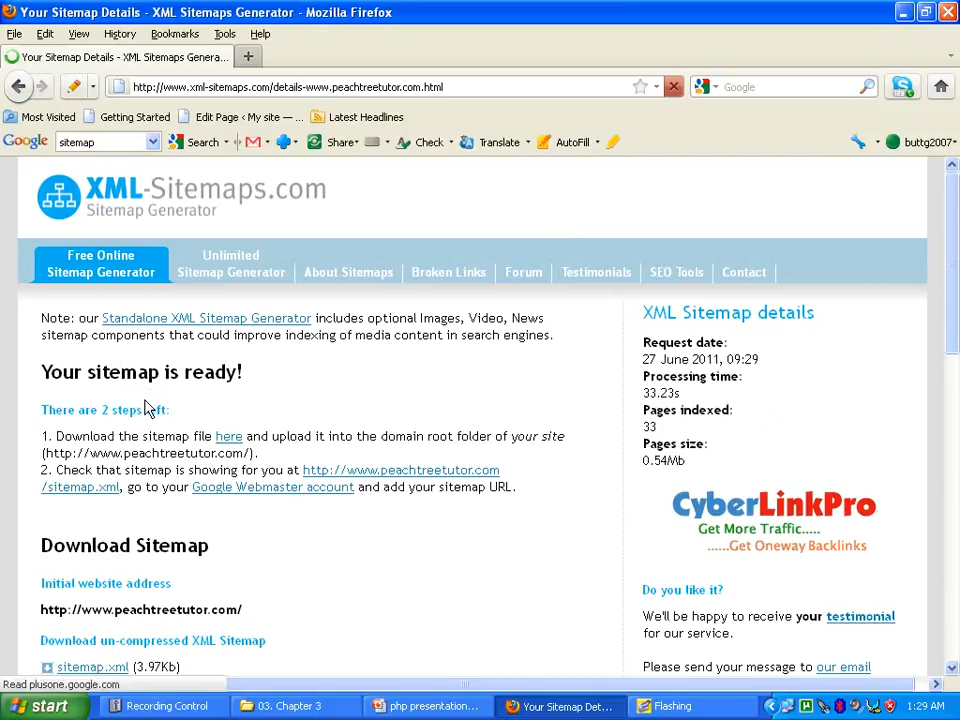 Your Sitemap Details - XML Sitemaps Generator - Mozilla Firefox
File Edit View History Bookmarks Tools Help
Your Sitemap Details - XML Sitemaps Genera...
http://www.xml-sitemaps.com/details-www.peachtreetutor.com.html
Google
Most Visited Getting Started Edit Page < My site — ... Latest Headlines
Google sitemap Search Share Check Translate AutoFill buttg2007
XML-Sitemaps.com
Sitemap Generator
Free Online Sitemap Generator
Unlimited Sitemap Generator
About Sitemaps
Broken Links
Forum
Testimonials
SEO Tools
Contact
Note: our Standalone XML Sitemap Generator includes optional Images, Video, News
sitemap components that could improve indexing of media content in search engines.
Your sitemap is ready!
There are 2 steps left:
1. Download the sitemap file here and upload it into the domain root folder of your site
(http://www.peachtreetutor.com/).
2. Check that sitemap is showing for you at http://www.peachtreetutor.com
/sitemap.xml, go to your Google Webmaster account and add your sitemap URL.
Download Sitemap
Initial website address
http://www.peachtreetutor.com/
Download un-compressed XML Sitemap
sitemap.xml (3.97Kb)
XML Sitemap details
Request date:
27 June 2011, 09:29
Processing time:
33.23s
Pages indexed:
33
Pages size:
0.54Mb
CyberLinkPro
Get More Traffic.....
......Get Oneway Backlinks
Do you like it?
We'll be happy to receive your testimonial
for our service.
Please send your message to our email
Read plusone.google.com
start Recording Control 03. Chapter 3 php presentation... Your Sitemap Det... Flashing 1:29 AM